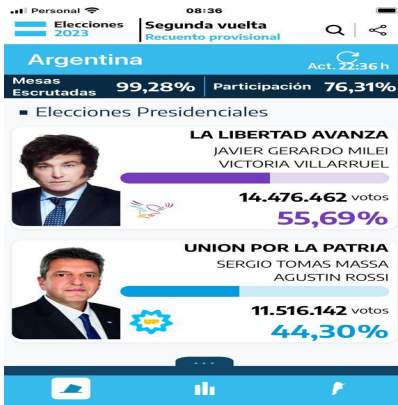 Personal
08:36
Elecciones 2023
Segunda vuelta
Recuento provisional
Argentina
Act. 22:36 h
Mesas Escrutadas 99,28%
Participación 76,31%
Elecciones Presidenciales
LA LIBERTAD AVANZA
JAVIER GERARDO MILEI
VICTORIA VILLARRUEL
14.476.462 votos
55,69%
UNION POR LA PATRIA
SERGIO TOMAS MASSA
AGUSTIN ROSSI
UP
11.516.142 votos
44,30%